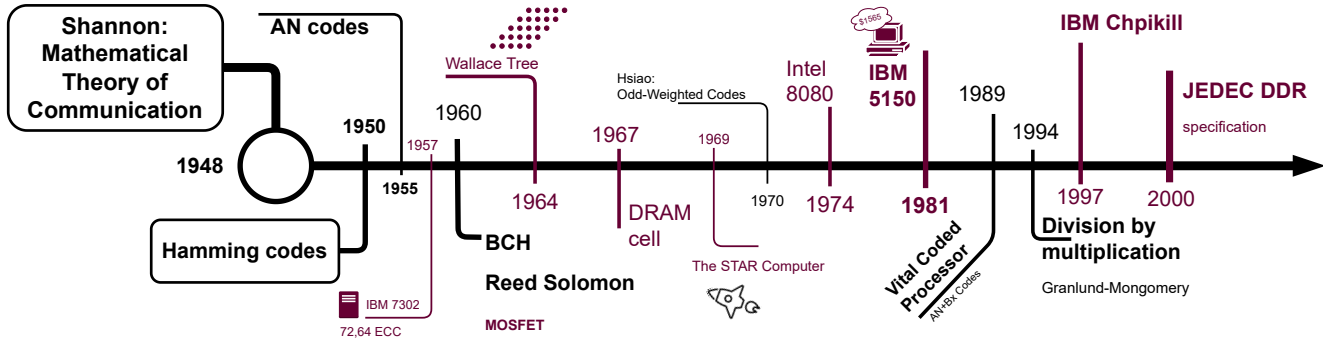 Shannon:
Mathematical
Theory of
Communication
1948
Hamming codes
1950
AN codes
1955
1957
IBM 7302
72,64 ECC
1960
BCH
Reed Solomon
MOSFET
Wallace Tree
1964
1967
DRAM
cell
Hsiao:
Odd-Weighted Codes
1969
The STAR Computer
1970
Intel
8080
1974
$1565
IBM
5150
1981
1989
Vital Coded
Processor
AN+Bx Codes
1994
Division by
multiplication
Granlund-Mongomery
IBM Chpikill
1997
JEDEC DDR
specification
2000